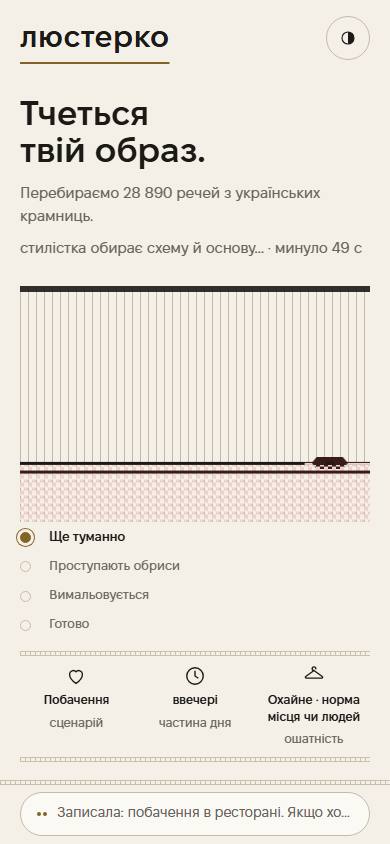 люстерко
Тчеться
твій образ.
Перебираємо 28 890 речей з українських
крамниць.
стилістка обирає схему й основу... · минуло 49 с
Ще туманно
Проступають обриси
Вимальовується
Готово
Побачення
сценарій
ввечері
частина дня
Охайне · норма
місця чи людей
ошатність
Записала: побачення в ресторані. Якщо хо...